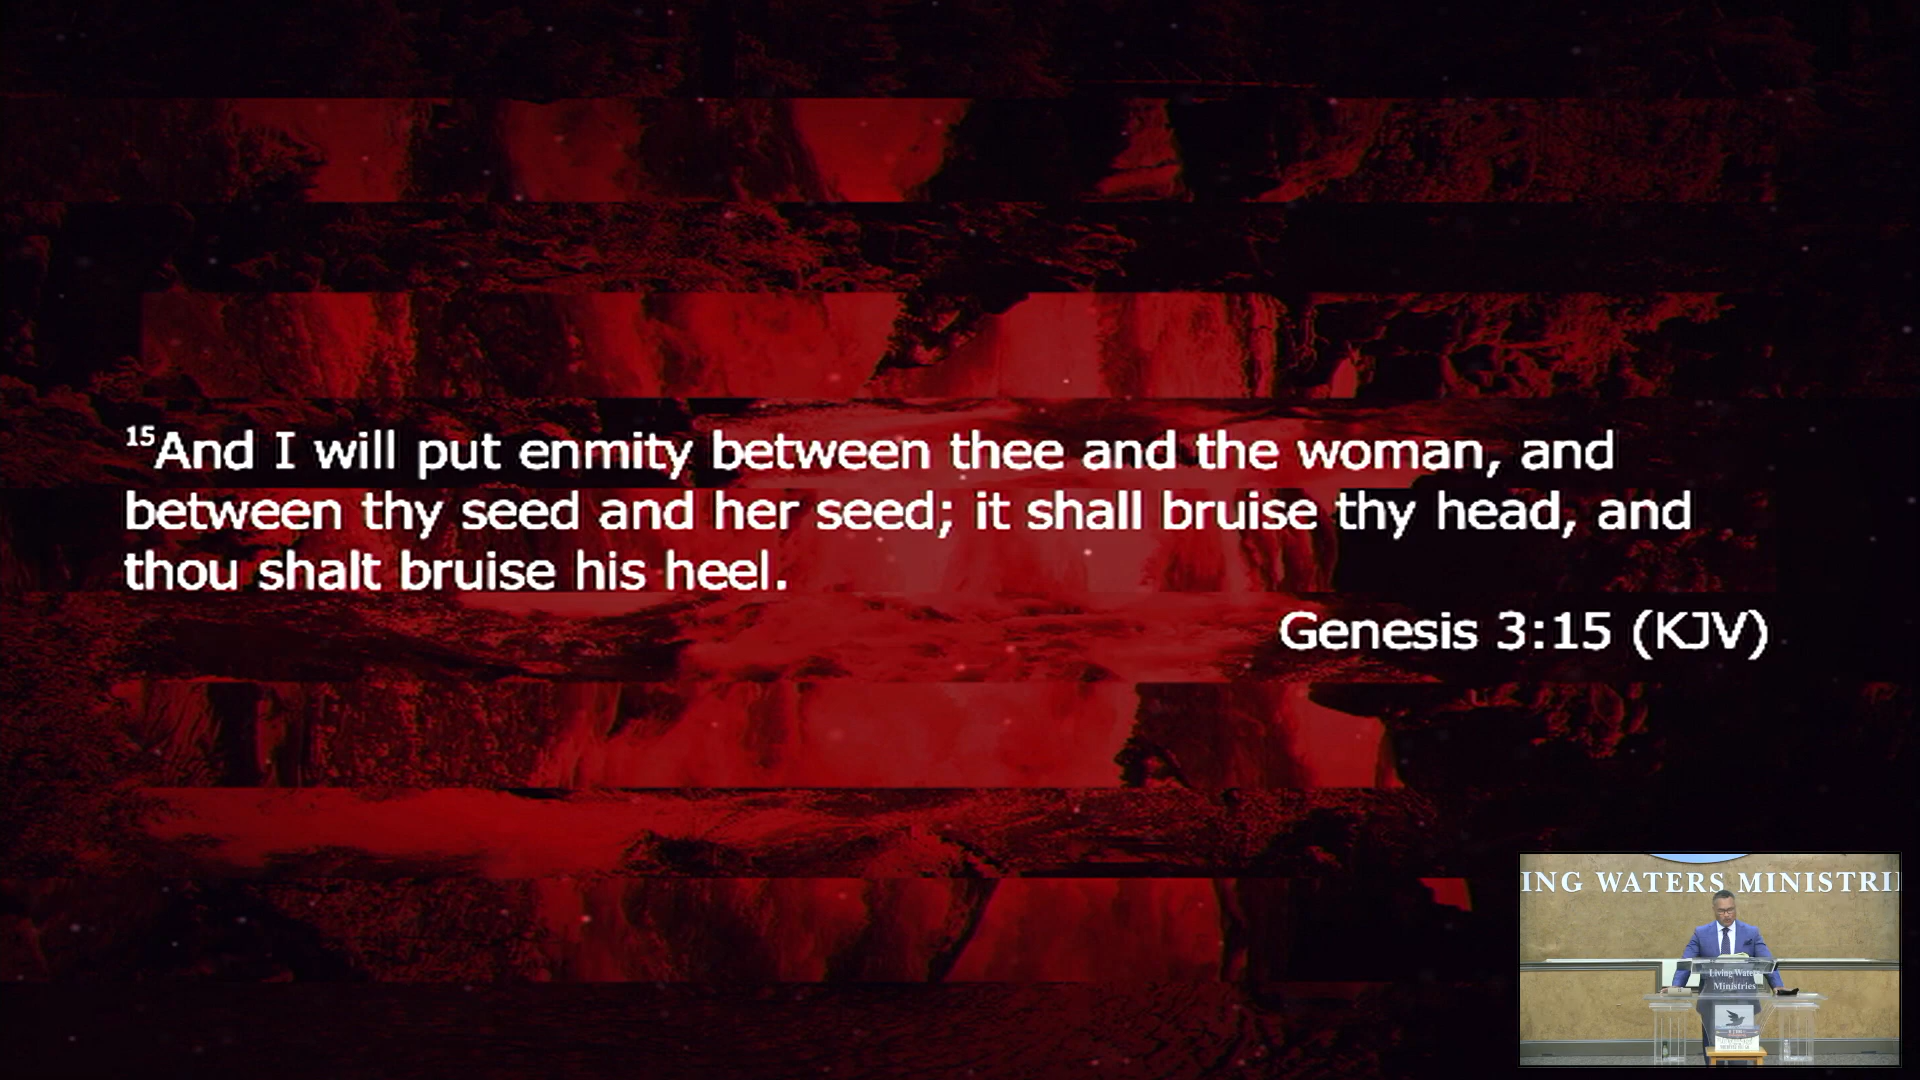 ¹⁵And I will put enmity between thee and the woman, and
between thy seed and her seed; it shall bruise thy head, and
thou shalt bruise his heel.
Genesis 3:15 (KJV)
ING WATERS MINISTRI
Living Waters
Ministries